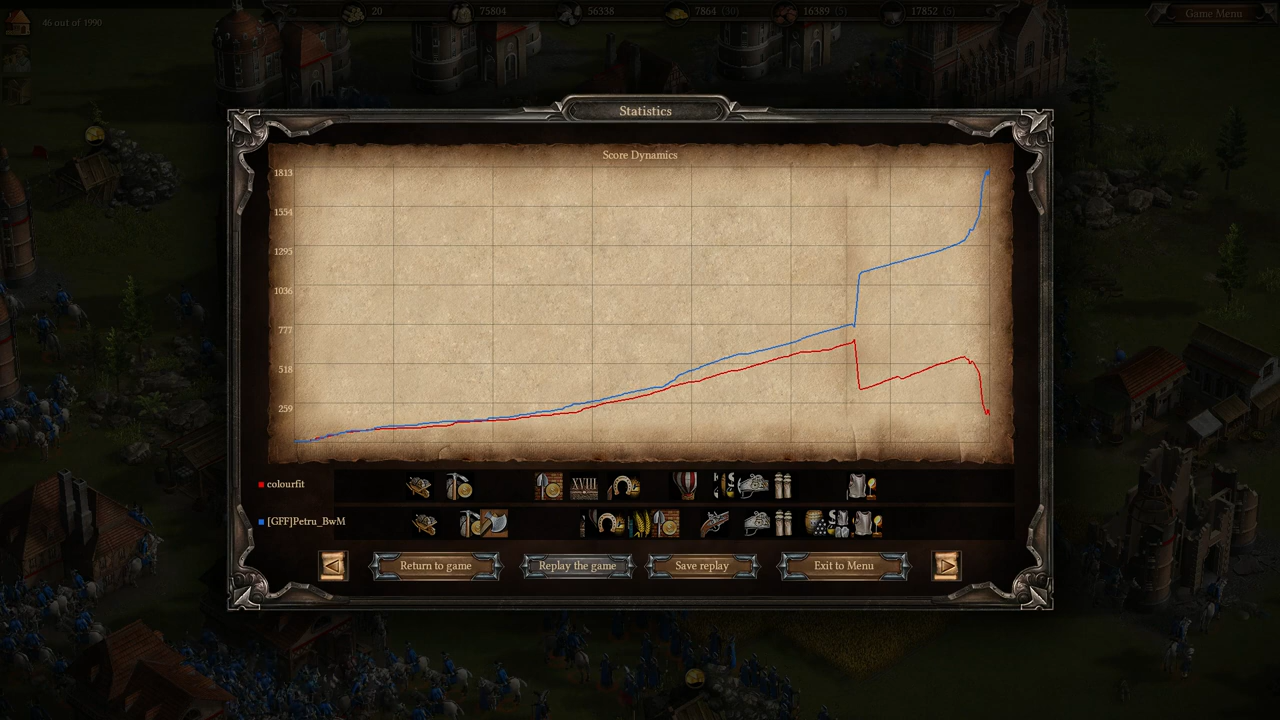 46 out of 1990
20
75804
56338
7864 (30)
16389 (5)
17852 (5)
Game Menu
Statistics
Score Dynamics
1813
1554
1295
1036
777
518
259
colourfit
XVIII
[GFF]Petru_BwM
Return to game
Replay the game
Save replay
Exit to Menu